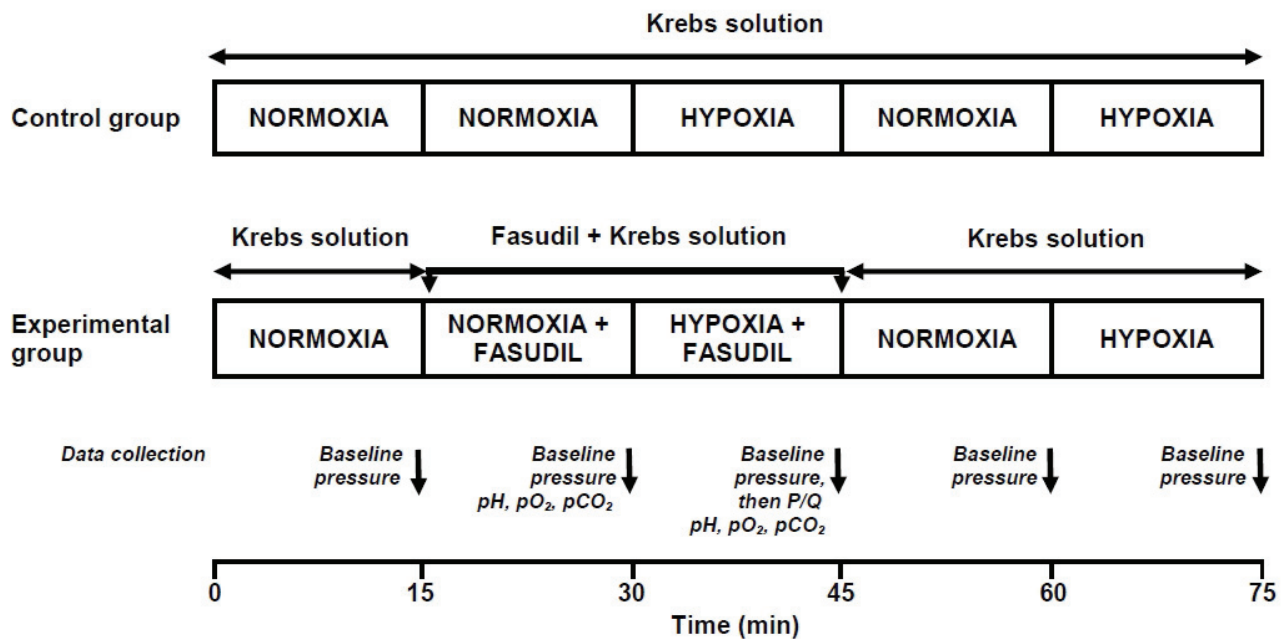 Krebs solution
Control group
NORMOXIA NORMOXIA HYPOXIA NORMOXIA HYPOXIA
Krebs solution Fasudil + Krebs solution Krebs solution
Experimental
group
NORMOXIA NORMOXIA +
FASUDIL HYPOXIA +
FASUDIL NORMOXIA HYPOXIA
Data collection
Baseline
pressure
Baseline
pressure
pH, pO₂, pCO₂
Baseline
pressure,
then P/Q
pH, pO₂, pCO₂
Baseline
pressure
Baseline
pressure
0 15 30 45 60 75
Time (min)